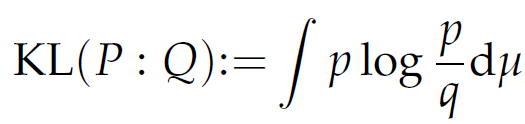 KL(P : Q):= ∫ p log p/q dμ